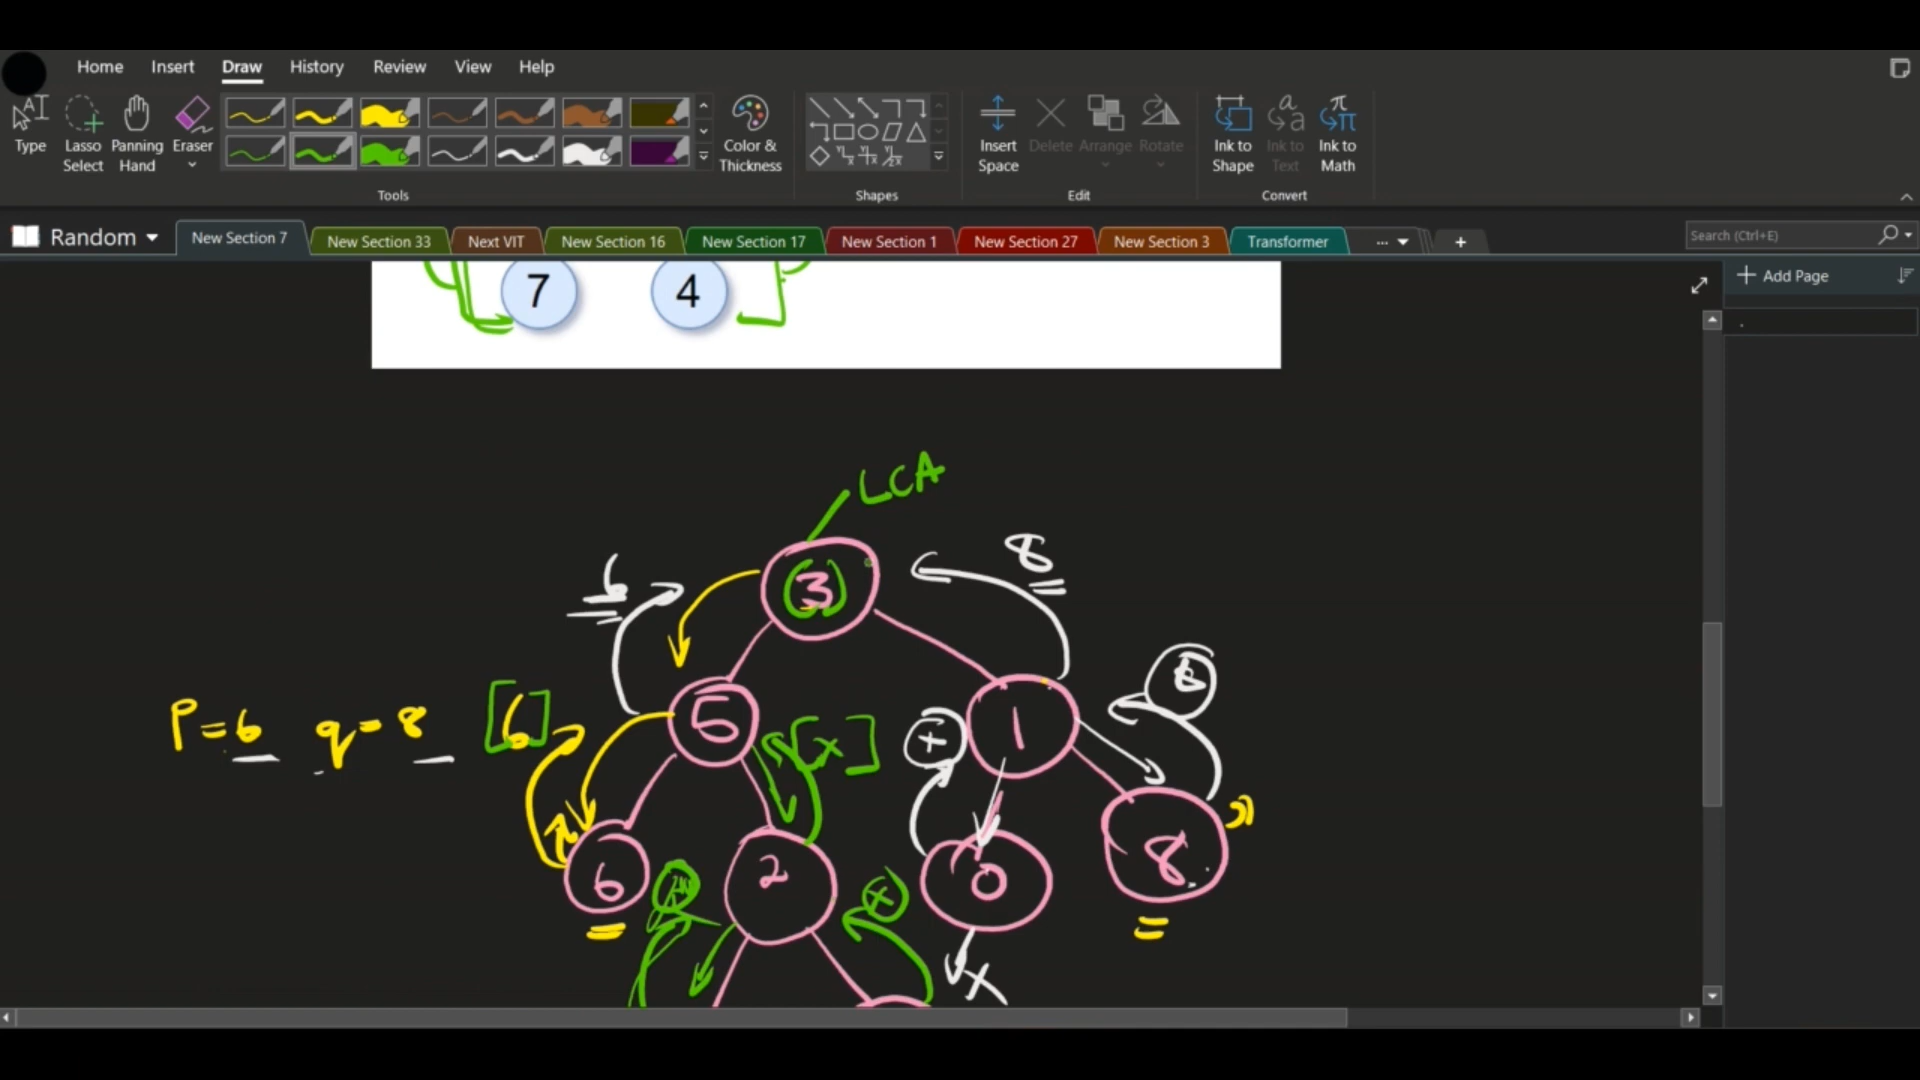 Home Insert Draw History Review View Help
Type Lasso Select Panning Hand Eraser
Color & Thickness
Insert Space Delete Arrange Rotate
Ink to Shape Ink to Text Ink to Math
Tools Shapes Edit Convert
Random New Section 7 New Section 33 Next VIT New Section 16 New Section 17 New Section 1 New Section 27 New Section 3 Transformer ... + Search (Ctrl+E)
+ Add Page
.
7 4
LCA
6 3 8
P=6 q=8 [6] 5 [x] 1
6 2 x 0 8
x